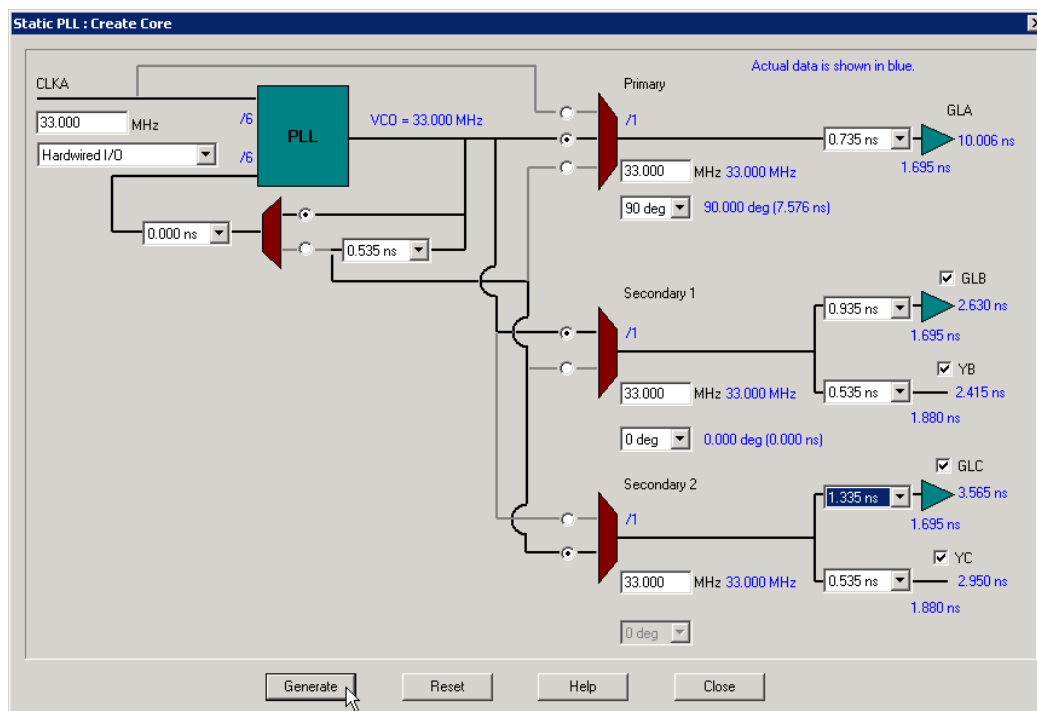 Static PLL : Create Core
Actual data is shown in blue.
CLKA
33.000 MHz
Hardwired I/O
/6
/6
PLL
VCO = 33.000 MHz
0.000 ns
0.535 ns
Primary
/1
33.000 MHz 33.000 MHz
90 deg 90.000 deg (7.576 ns)
0.735 ns
GLA
10.006 ns
1.695 ns
Secondary 1
/1
33.000 MHz 33.000 MHz
0 deg 0.000 deg (0.000 ns)
0.935 ns
GLB
2.630 ns
1.695 ns
0.535 ns
YB
2.415 ns
1.880 ns
Secondary 2
/1
33.000 MHz 33.000 MHz
0 deg
1.335 ns
GLC
3.565 ns
1.695 ns
0.535 ns
YC
2.950 ns
1.880 ns
Generate
Reset
Help
Close